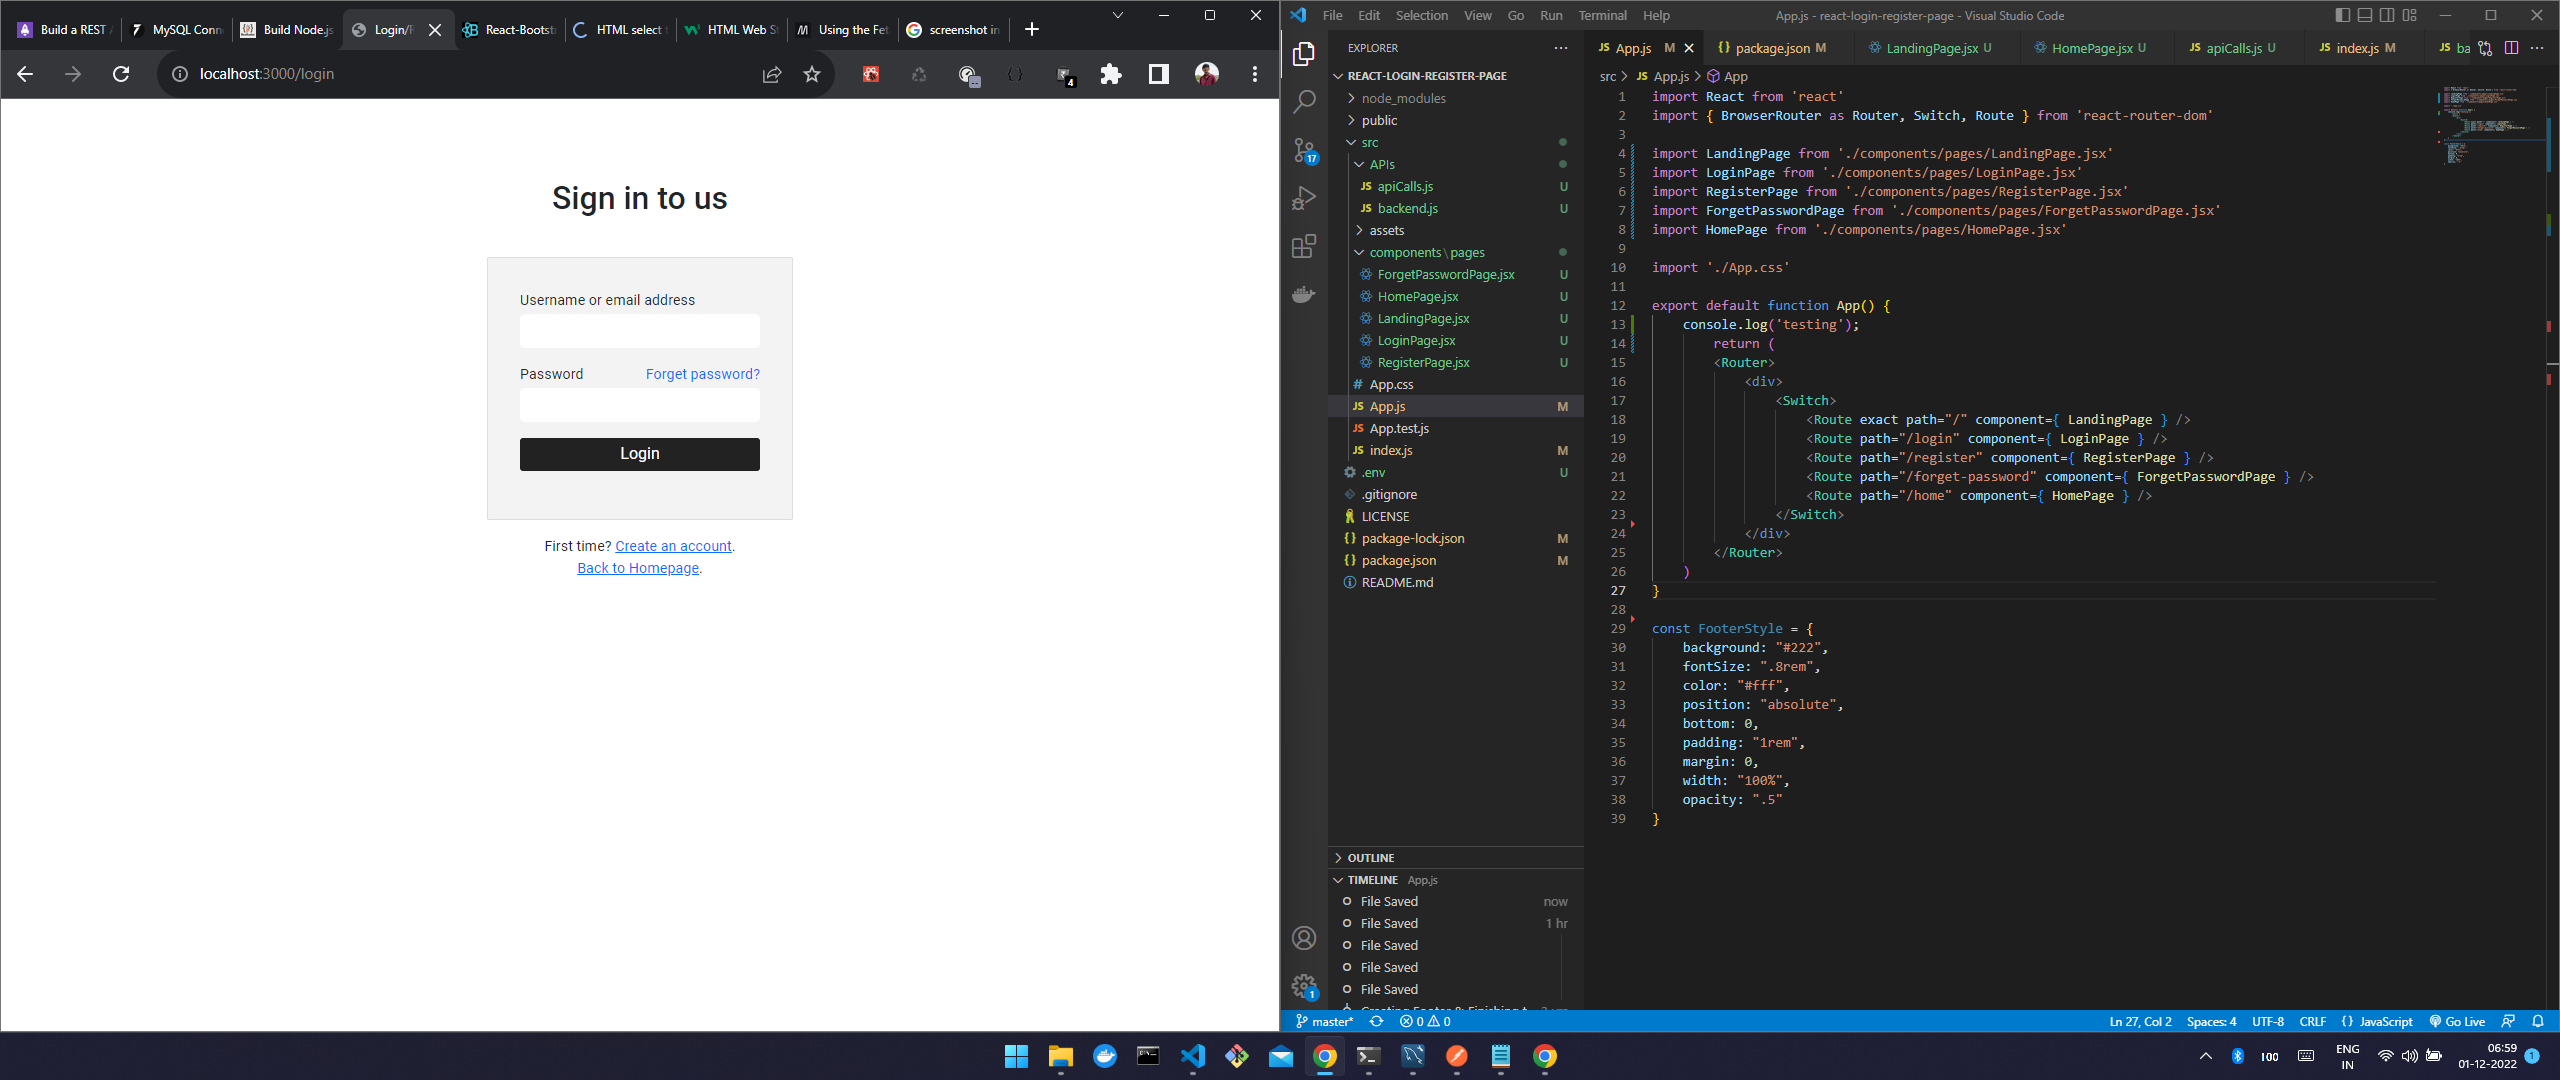 Build a REST A
MySQL Conn
Build Node.js
Login/R
React-Bootst
HTML select t
HTML Web St
Using the Fet
screenshot in
localhost:3000/login
4
Sign in to us
Username or email address
Password
Forget password?
Login
First time? Create an account.
Back to Homepage.
File Edit Selection View Go Run Terminal Help
App.js - react-login-register-page - Visual Studio Code
EXPLORER
REACT-LOGIN-REGISTER-PAGE
node_modules
public
src
APIs
apiCalls.js U
backend.js U
assets
components\pages
ForgetPasswordPage.jsx U
HomePage.jsx U
LandingPage.jsx U
LoginPage.jsx U
RegisterPage.jsx U
# App.css
JS App.js M
JS App.test.js
JS index.js M
.env U
.gitignore
LICENSE
{} package-lock.json M
{} package.json M
README.md
OUTLINE
TIMELINE App.js
File Saved now
File Saved 1 hr
File Saved
File Saved
File Saved
17
1
JS App.js M
{} package.json M
LandingPage.jsx U
HomePage.jsx U
JS apiCalls.js U
JS index.js M
JS ba
src > JS App.js > App
1 import React from 'react'
2 import { BrowserRouter as Router, Switch, Route } from 'react-router-dom'
3
4 import LandingPage from './components/pages/LandingPage.jsx'
5 import LoginPage from './components/pages/LoginPage.jsx'
6 import RegisterPage from './components/pages/RegisterPage.jsx'
7 import ForgetPasswordPage from './components/pages/ForgetPasswordPage.jsx'
8 import HomePage from './components/pages/HomePage.jsx'
9
10 import './App.css'
11
12 export default function App() {
13 console.log('testing');
14 return (
15 <Router>
16 <div>
17 <Switch>
18 <Route exact path="/" component={ LandingPage } />
19 <Route path="/login" component={ LoginPage } />
20 <Route path="/register" component={ RegisterPage } />
21 <Route path="/forget-password" component={ ForgetPasswordPage } />
22 <Route path="/home" component={ HomePage } />
23 </Switch>
24 </div>
25 </Router>
26 )
27 }
28
29 const FooterStyle = {
30 background: "#222",
31 fontSize: ".8rem",
32 color: "#fff",
33 position: "absolute",
34 bottom: 0,
35 padding: "1rem",
36 margin: 0,
37 width: "100%",
38 opacity: ".5"
39 }
master* 0 0
Ln 27, Col 2 Spaces: 4 UTF-8 CRLF {} JavaScript Go Live
100
ENG
IN
06:59
01-12-2022
1